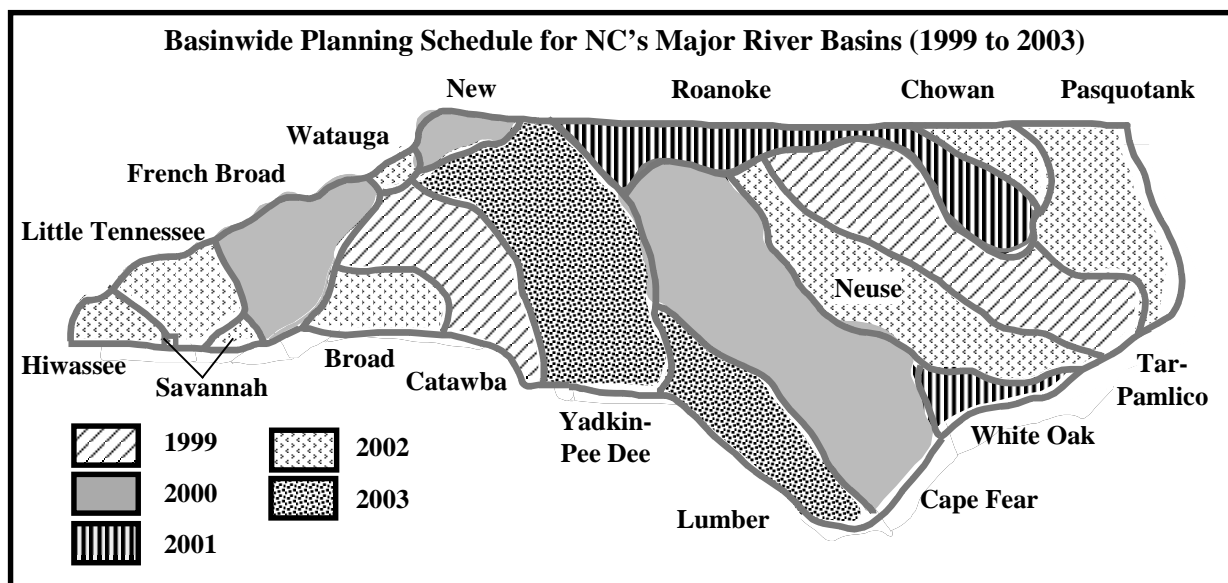 Basinwide Planning Schedule for NC's Major River Basins (1999 to 2003)
New
Roanoke
Chowan
Pasquotank
Watauga
French Broad
Little Tennessee
Neuse
Hiwassee
Savannah
Broad
Catawba
Tar-
Pamlico
Yadkin-
Pee Dee
White Oak
Cape Fear
Lumber
1999
2000
2001
2002
2003